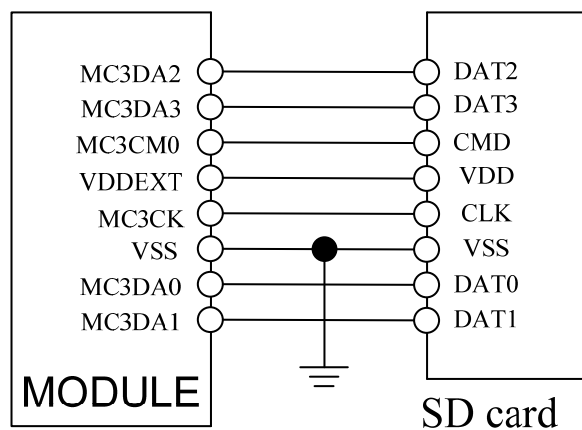 MC3DA2 DAT2
MC3DA3 DAT3
MC3CM0 CMD
VDDEXT VDD
MC3CK CLK
VSS VSS
MC3DA0 DAT0
MC3DA1 DAT1
MODULE
SD card